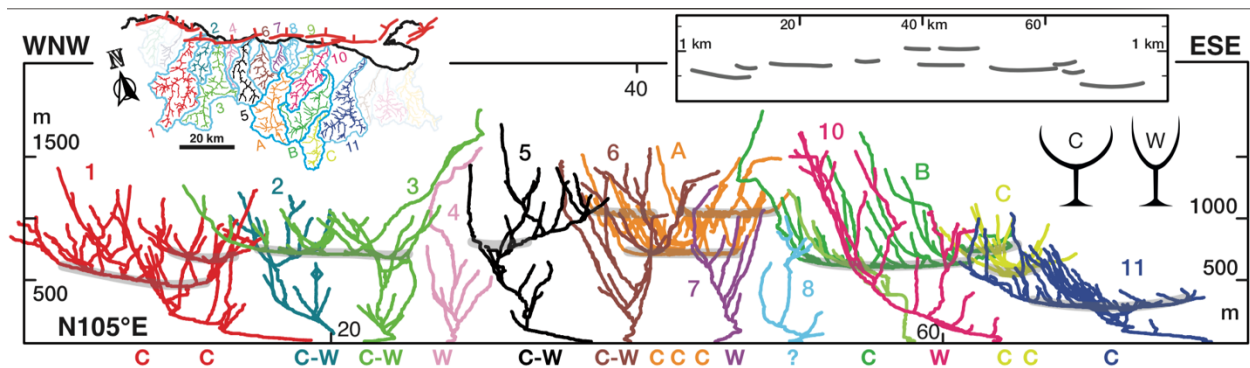 WNW
N
2 4 6 7 8 9
10
1
3
5
A
B
C
11
20 km
20 40 km 60
1 km
1 km
ESE
40
m
1500
500
1000
500
m
1 2 3 4 5 6 A 7 8 10 B C 11
C W
N105°E
20
60
C C C-W C-W W C-W C-W C C C W ? C W C C C